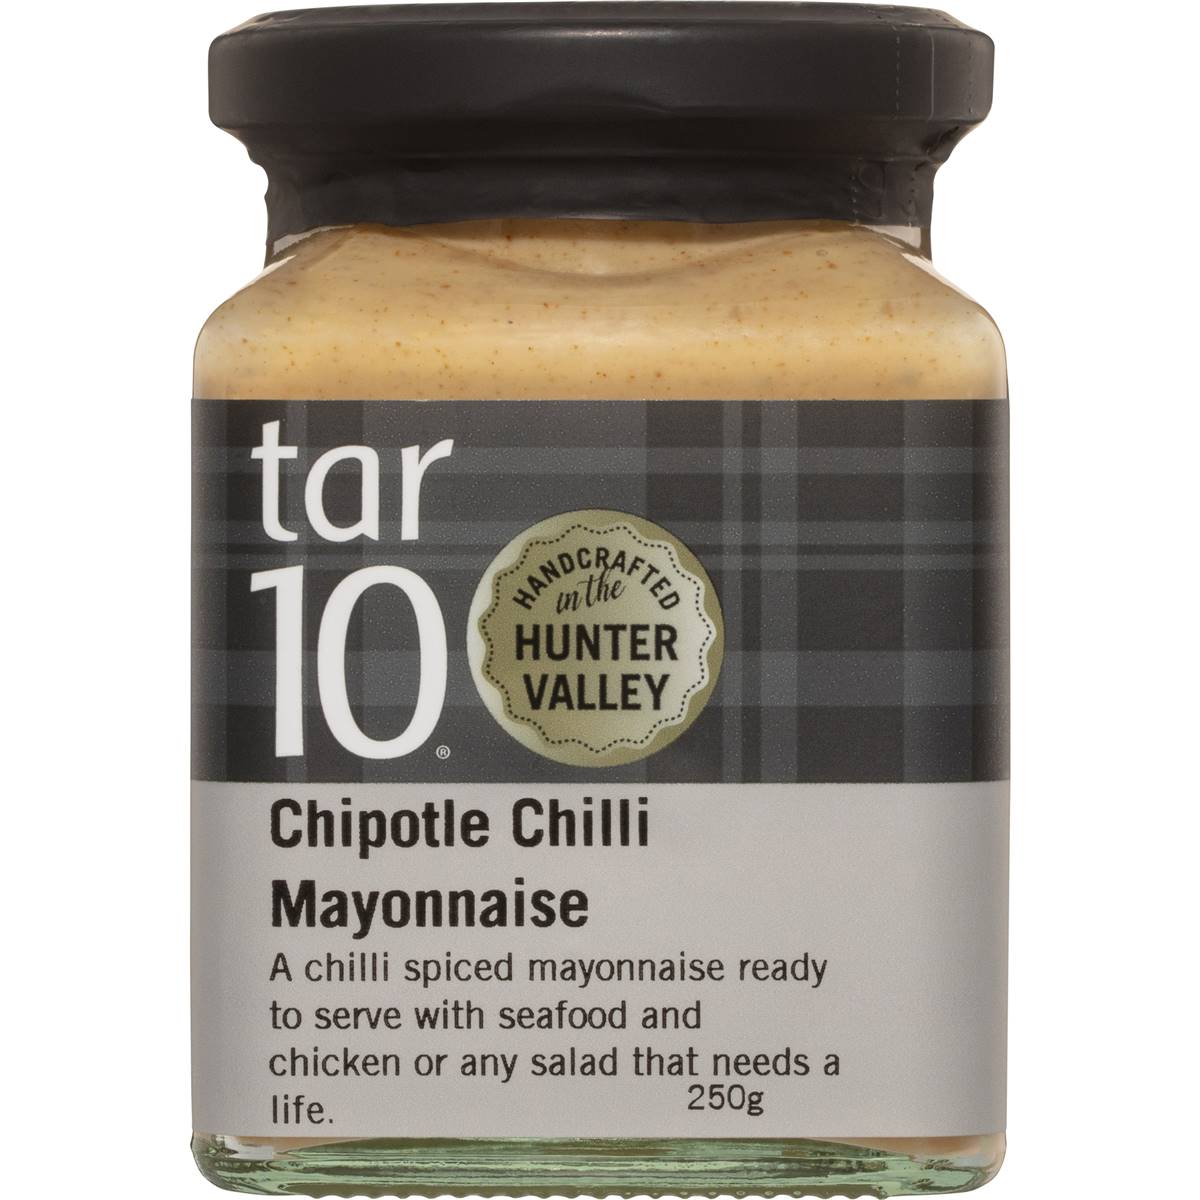 tar
10®
HANDCRAFTED
in the
HUNTER
VALLEY
Chipotle Chilli
Mayonnaise
A chilli spiced mayonnaise ready
to serve with seafood and
chicken or any salad that needs a
life.
250g